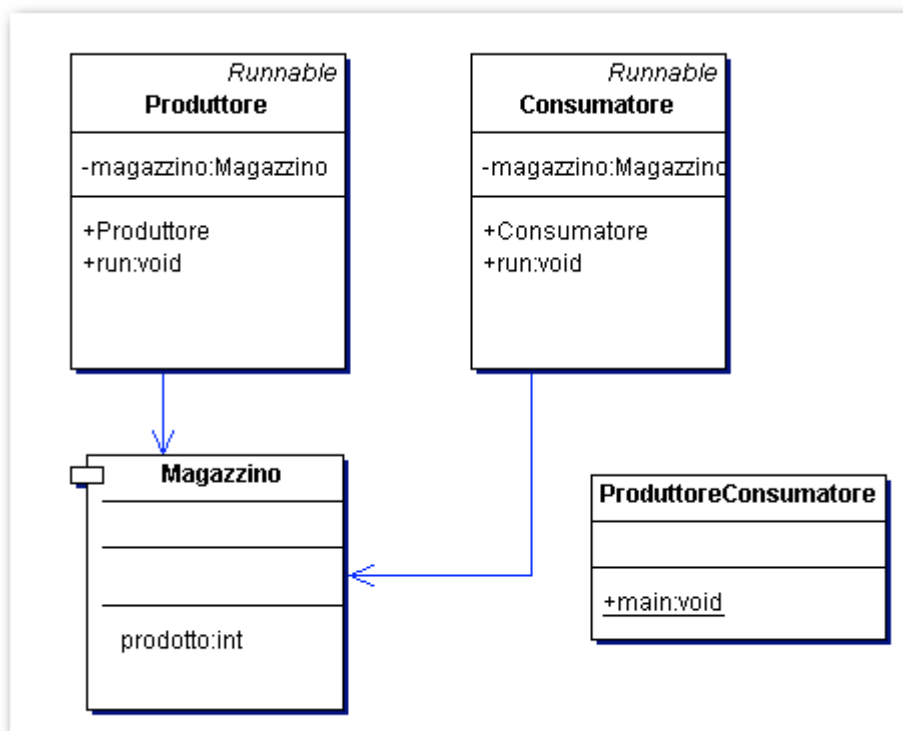 Runnable
Produttore
-magazzino:Magazzino
+Produttore
+run:void
Runnable
Consumatore
-magazzino:Magazzino
+Consumatore
+run:void
Magazzino
prodotto:int
ProduttoreConsumatore
+main:void